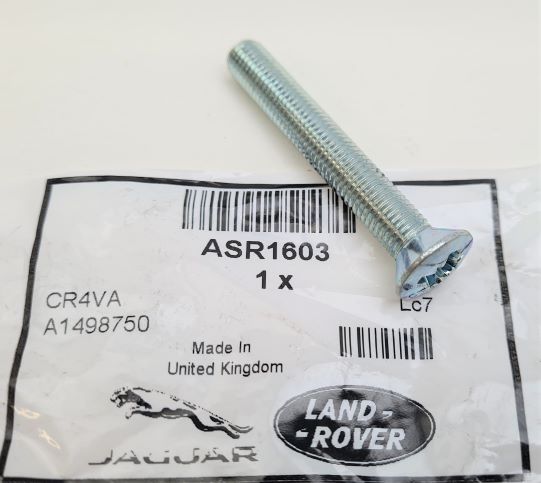 ASR1603
1 x
CR4VA
Lc7
A1498750
Made In
United Kingdom
LAND-
-ROVER
JAGUAR